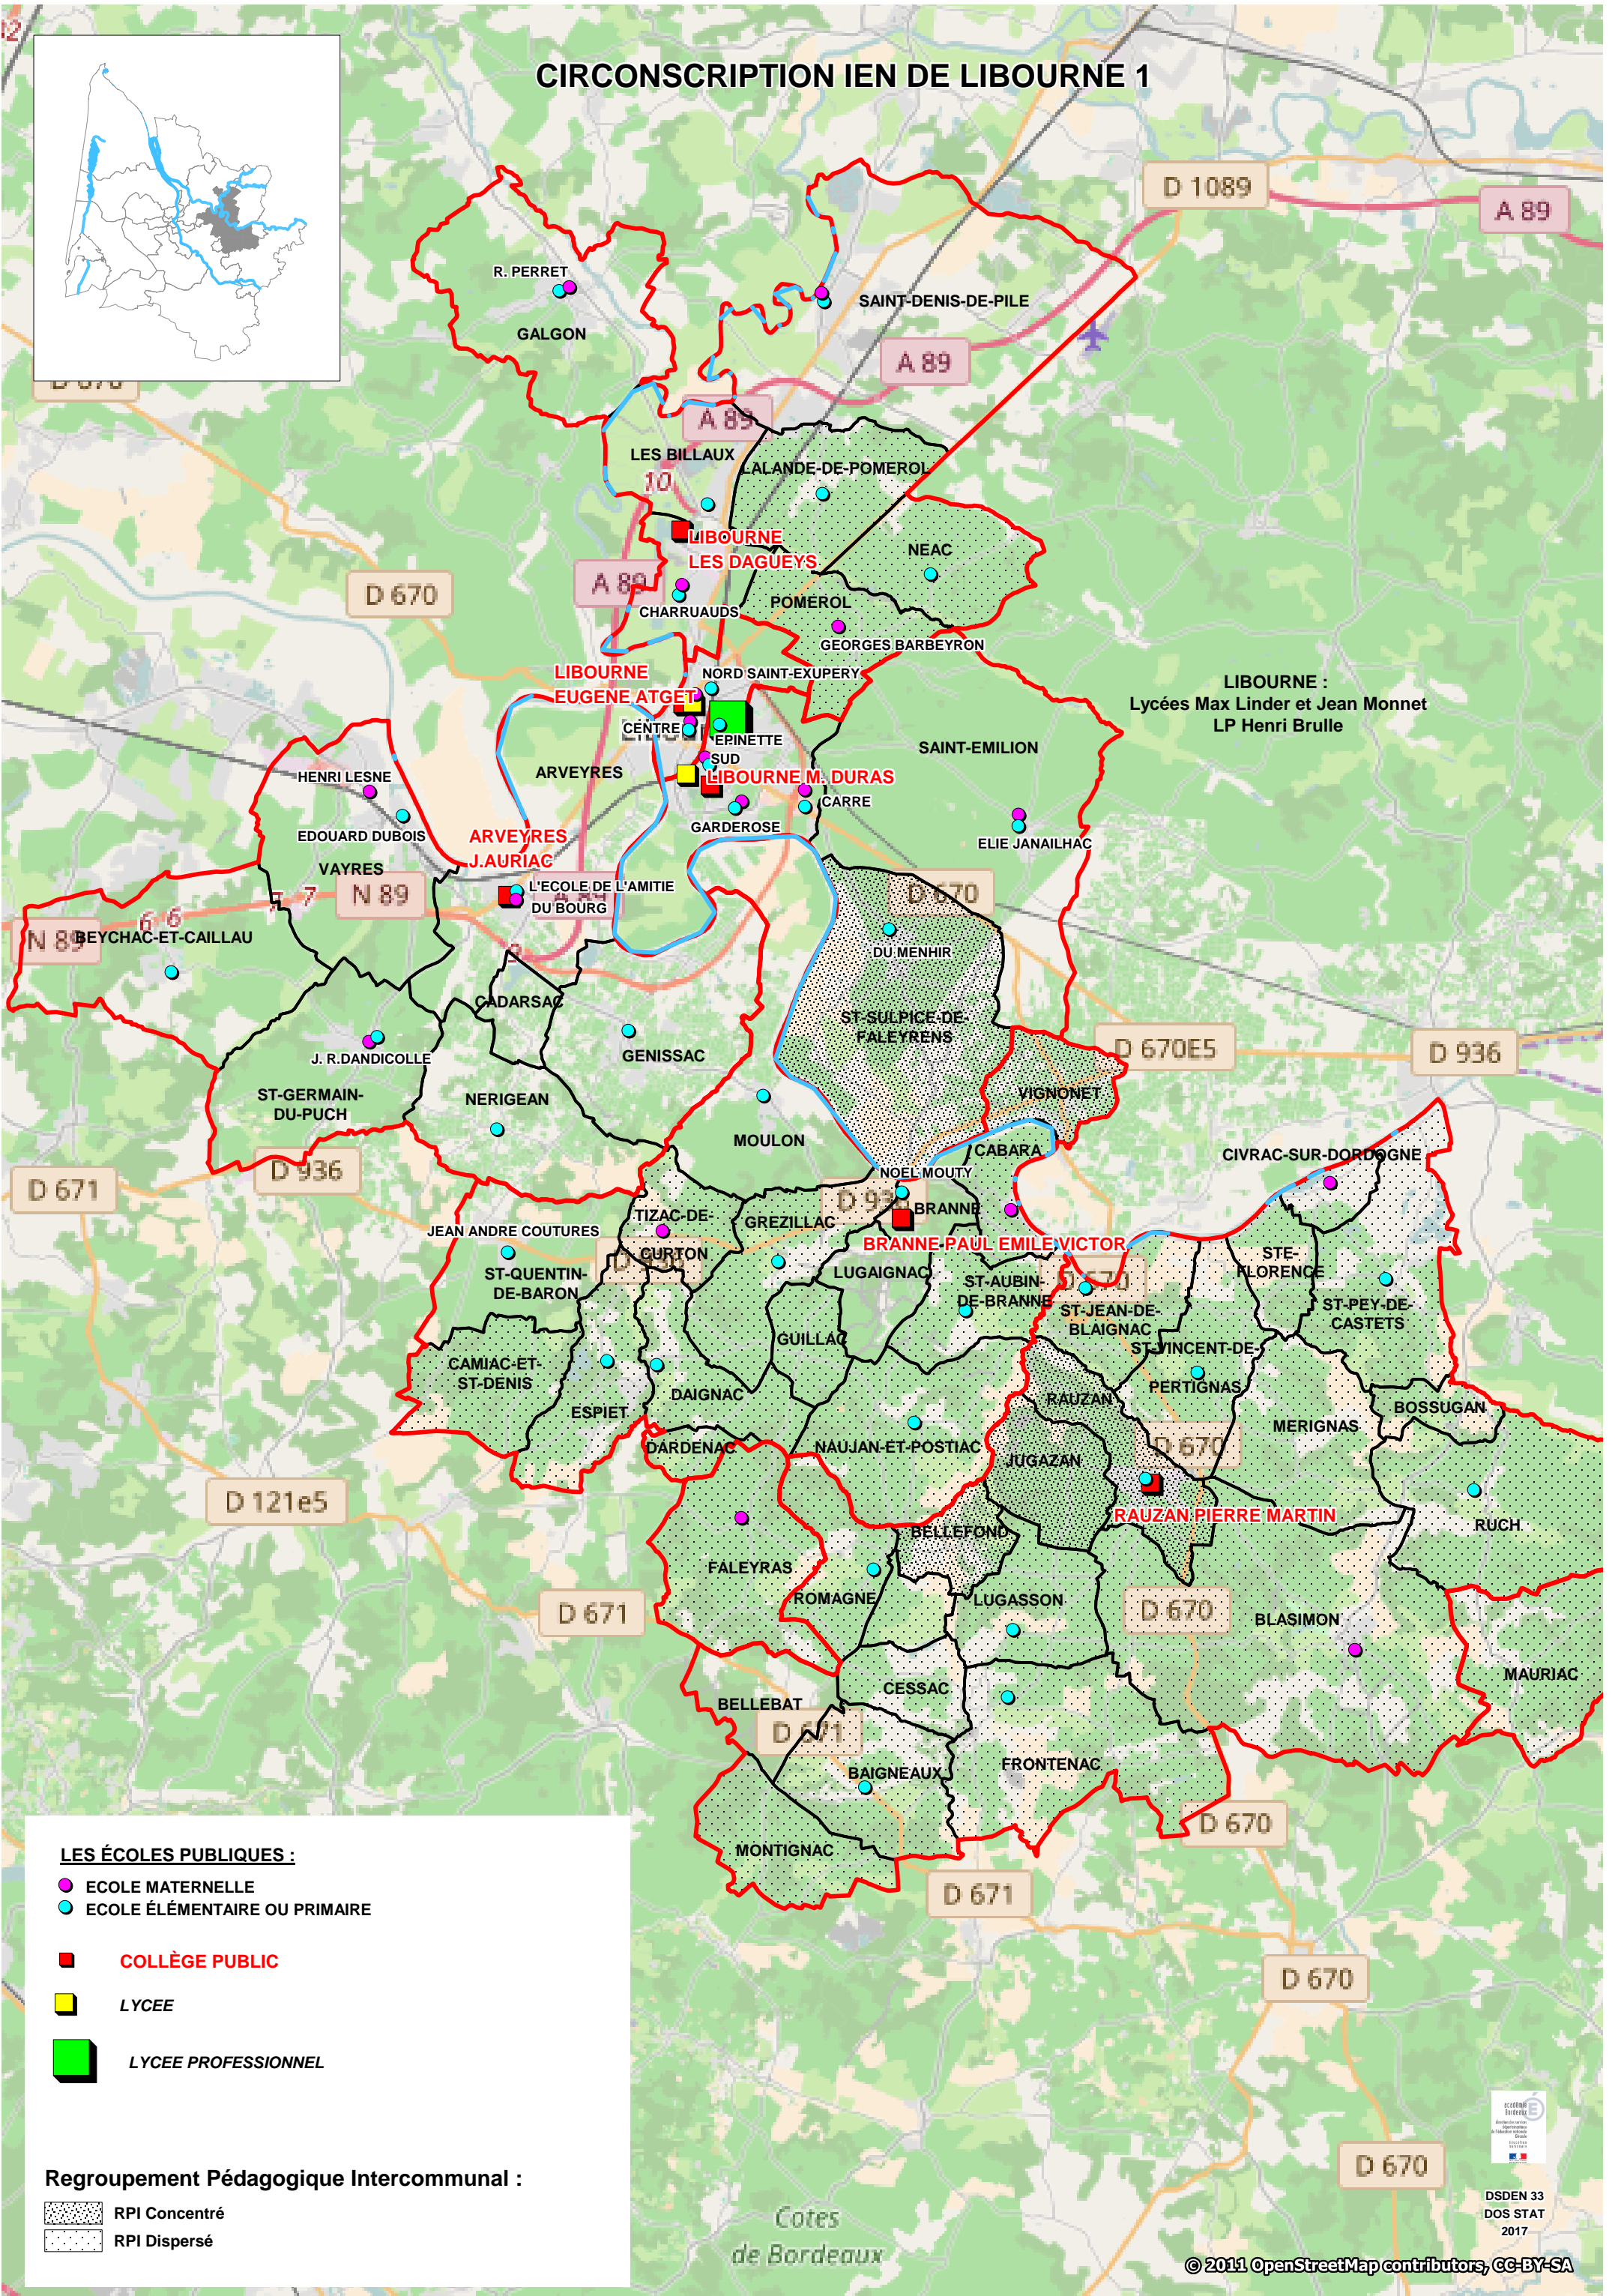 CIRCONSCRIPTION IEN DE LIBOURNE 1
D 1089
A 89
R. PERRET
GALGON
SAINT-DENIS-DE-PILE
A 89
A 89
LES BILLAUX
10
LALANDE-DE-POMEROL
LIBOURNE
LES DAGUEYS
NEAC
A 89
D 670
CHARRUAUDS
POMEROL
GEORGES BARBEYRON
LIBOURNE
EUGENE ATGET
NORD SAINT-EXUPERY
LIBOURNE :
Lycées Max Linder et Jean Monnet
LP Henri Brulle
CENTRE
EPINETTE
SUD
SAINT-EMILION
ARVEYRES
LIBOURNE M. DURAS
HENRI LESNE
CARRE
GARDEROSE
EDOUARD DUBOIS
ELIE JANAILHAC
ARVEYRES
J.AURIAC
VAYRES
L'ECOLE DE L'AMITIE
DU BOURG
N 89
A 89
D 670
7
7
6
6
N 89
BEYCHAC-ET-CAILLAU
9
DU MENHIR
CADARSAC
ST-SULPICE-DE-
FALEYRENS
GENISSAC
J. R.DANDICOLLE
D 670E5
D 936
ST-GERMAIN-
DU-PUCH
NERIGEAN
VIGNONET
MOULON
CABARA
CIVRAC-SUR-DORDOGNE
D 936
D 671
NOEL MOUTY
BRANNE
TIZAC-DE-
CURTON
GREZILLAC
JEAN ANDRE COUTURES
BRANNE PAUL EMILE VICTOR
ST-QUENTIN-
DE-BARON
LUGAIGNAC
ST-AUBIN-
DE-BRANNE
D 670
STE-
FLORENCE
ST-JEAN-DE-
BLAIGNAC
ST-PEY-DE-
CASTETS
GUILLAC
ST-VINCENT-DE-
PERTIGNAS
CAMIAC-ET-
ST-DENIS
DAIGNAC
RAUZAN
BOSSUGAN
ESPIET
MERIGNAS
DARDENAC
NAUJAN-ET-POSTIAC
D 670
JUGAZAN
D 121e5
RAUZAN PIERRE MARTIN
RUCH
BELLEFOND
FALEYRAS
ROMAGNE
LUGASSON
D 671
D 670
BLASIMON
MAURIAC
CESSAC
BELLEBAT
D 671
BAIGNEAUX
FRONTENAC
D 670
MONTIGNAC
D 671
D 670
D 670
Cotes
de Bordeaux
LES ÉCOLES PUBLIQUES :
ECOLE MATERNELLE
ECOLE ÉLÉMENTAIRE OU PRIMAIRE
COLLÈGE PUBLIC
LYCEE
LYCEE PROFESSIONNEL
Regroupement Pédagogique Intercommunal :
RPI Concentré
RPI Dispersé
académie
Bordeaux
DSDEN 33
DOS STAT
2017
© 2011 OpenStreetMap contributors, CC-BY-SA